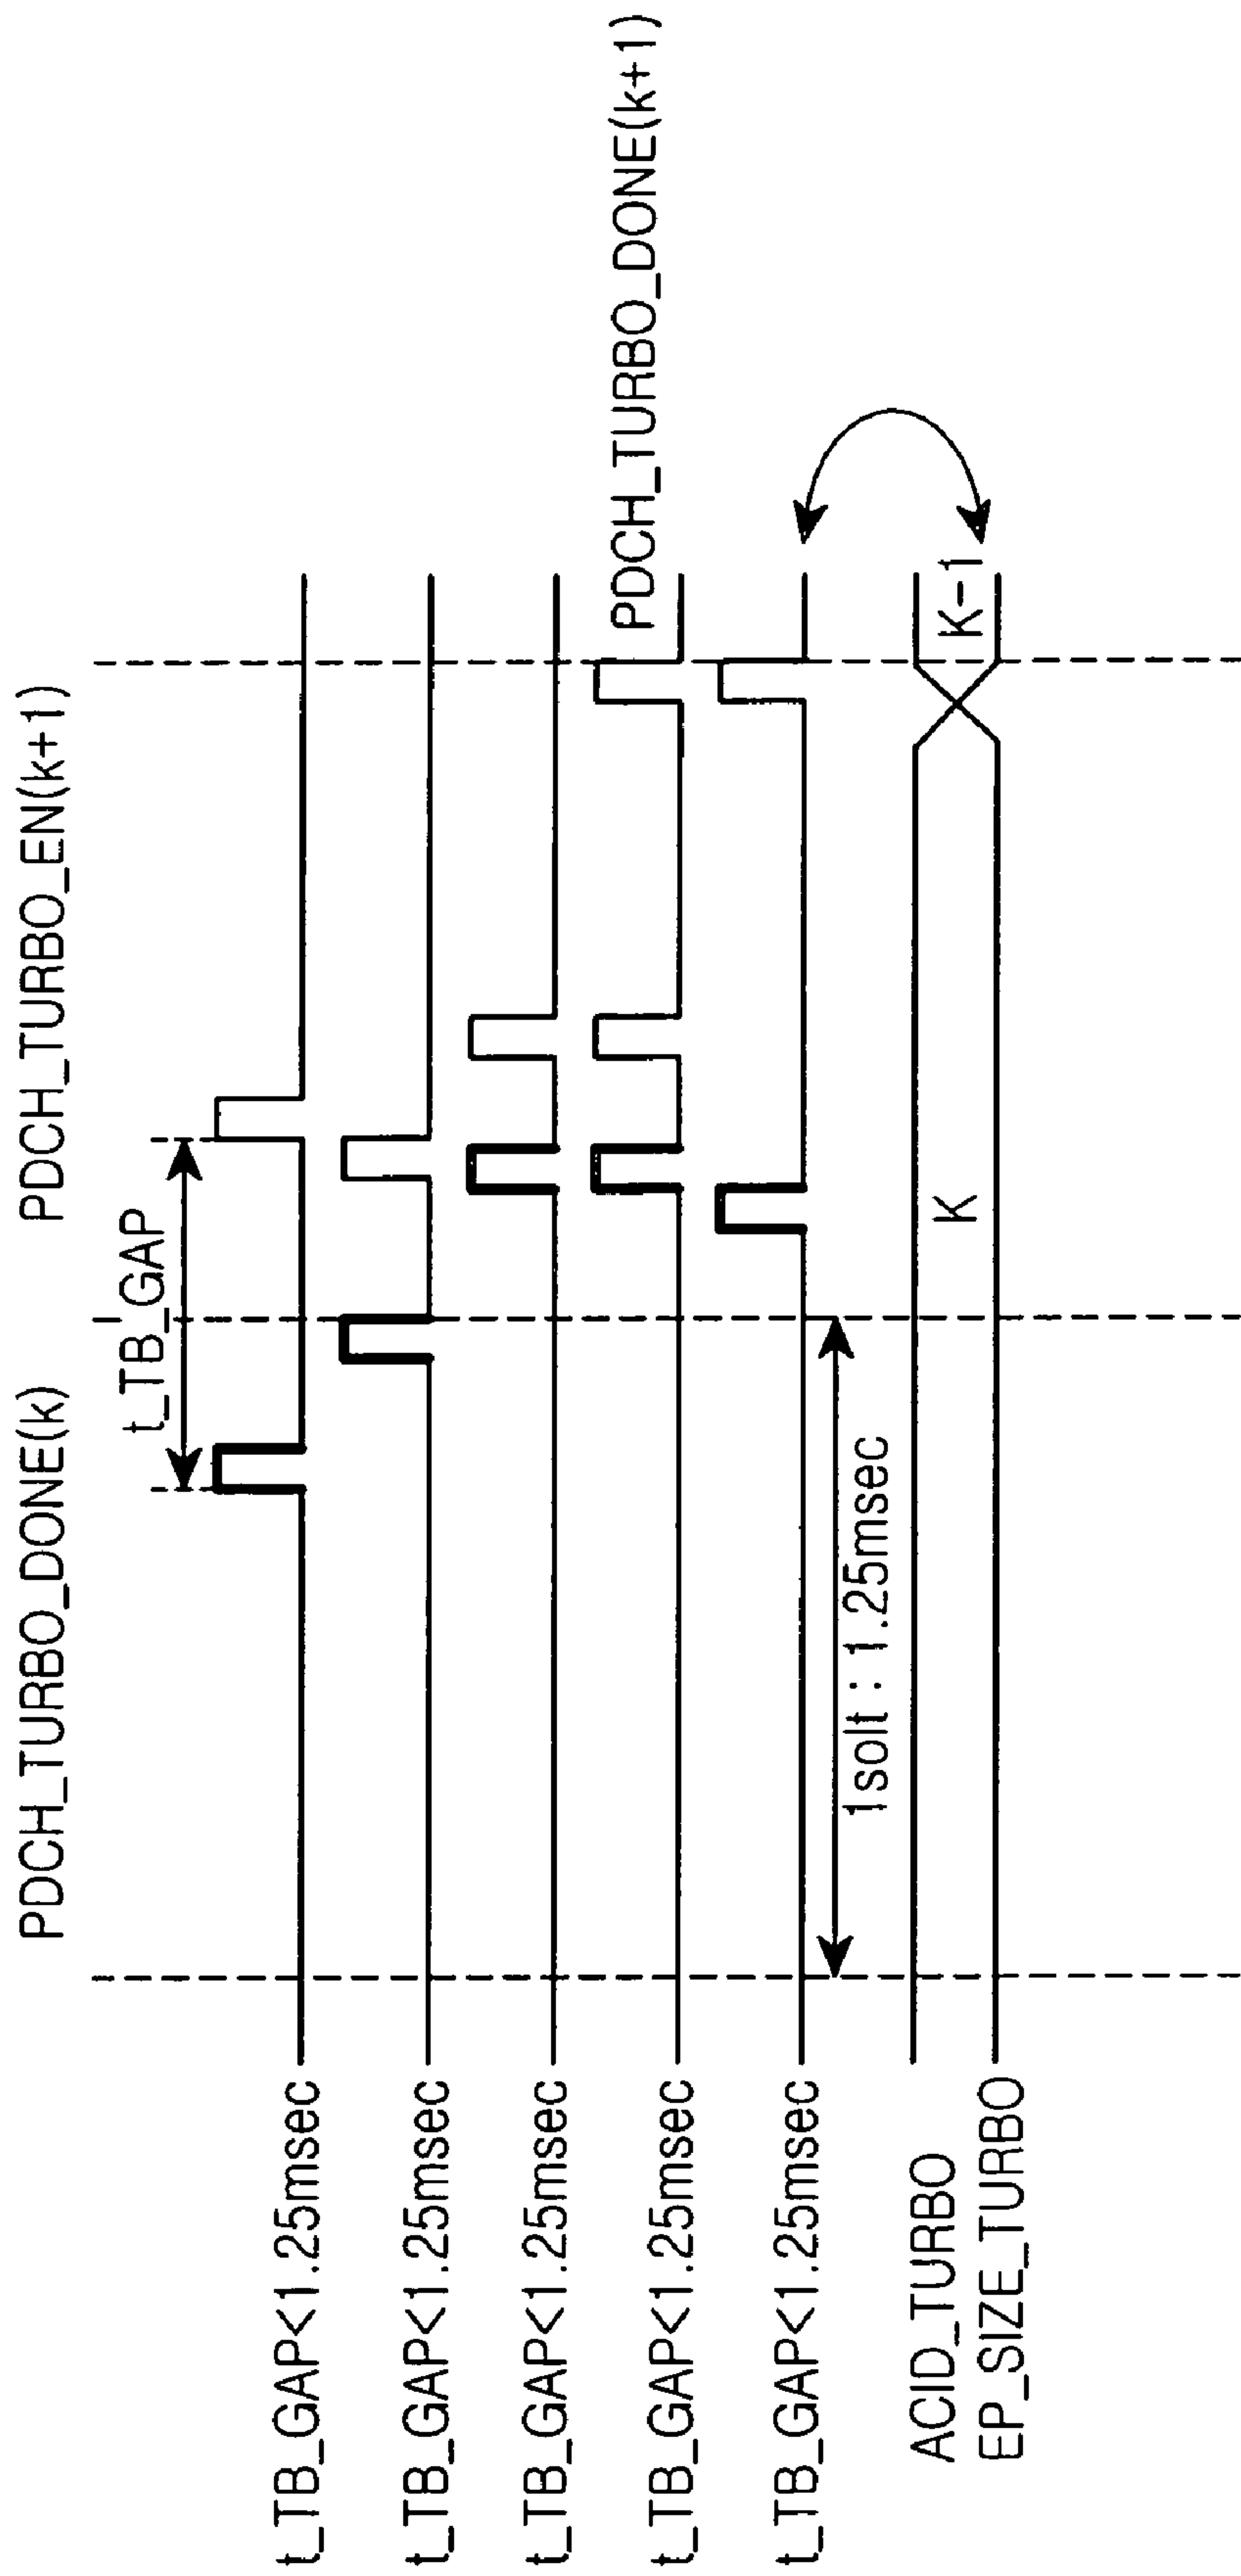 PDCH_TURBO_DONE(k)
PDCH_TURBO_EN(k+1)
t_TB_GAP
t_TB_GAP<1.25msec
t_TB_GAP<1.25msec
t_TB_GAP<1.25msec
t_TB_GAP<1.25msec
PDCH_TURBO_DONE(k+1)
t_TB_GAP<1.25msec
1solt : 1.25msec
ACID_TURBO
EP_SIZE_TURBO
K
K-1